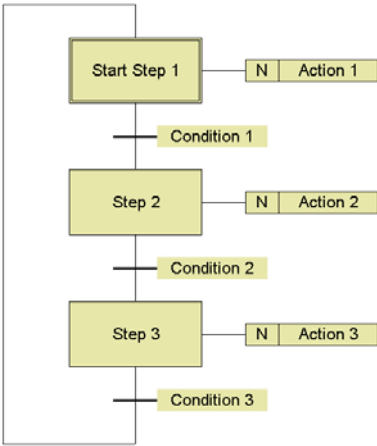 Start Step 1 N Action 1
Condition 1
Step 2 N Action 2
Condition 2
Step 3 N Action 3
Condition 3